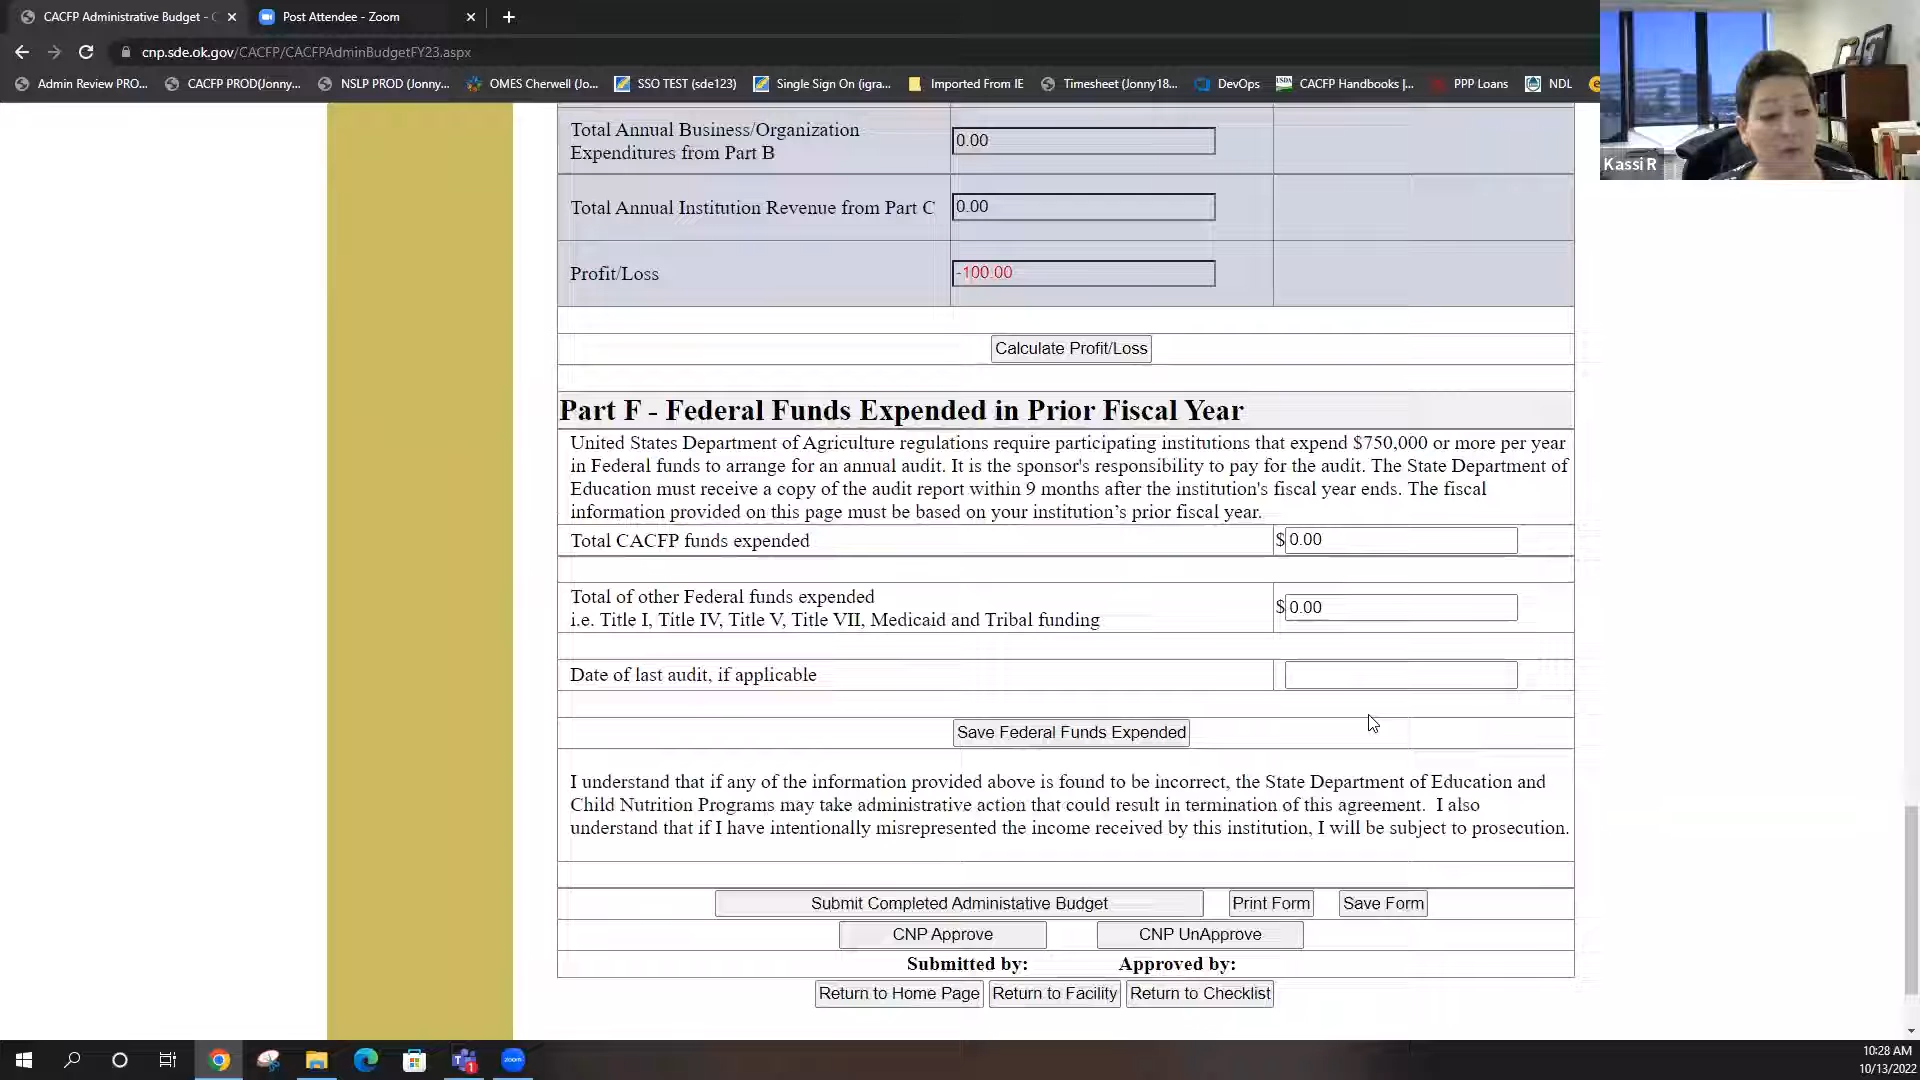 CACFP Administrative Budget - C
Post Attendee - Zoom
cnp.sde.ok.gov/CACFP/CACFPAdminBudgetFY23.aspx
Admin Review PRO... CACFP PROD(Jonny... NSLP PROD (Jonny... OMES Cherwell (Jo... SSO TEST (sde123) Single Sign On (igra... Imported From IE Timesheet (Jonny18... DevOps CACFP Handbooks |... PPP Loans NDL
Kassi R
Total Annual Business/Organization
Expenditures from Part B
0.00
Total Annual Institution Revenue from Part C
0.00
Profit/Loss
-100.00
Calculate Profit/Loss
Part F - Federal Funds Expended in Prior Fiscal Year
United States Department of Agriculture regulations require participating institutions that expend $750,000 or more per year
in Federal funds to arrange for an annual audit. It is the sponsor's responsibility to pay for the audit. The State Department of
Education must receive a copy of the audit report within 9 months after the institution's fiscal year ends. The fiscal
information provided on this page must be based on your institution’s prior fiscal year.
Total CACFP funds expended
$ 0.00
Total of other Federal funds expended
i.e. Title I, Title IV, Title V, Title VII, Medicaid and Tribal funding
$ 0.00
Date of last audit, if applicable
Save Federal Funds Expended
I understand that if any of the information provided above is found to be incorrect, the State Department of Education and
Child Nutrition Programs may take administrative action that could result in termination of this agreement. I also
understand that if I have intentionally misrepresented the income received by this institution, I will be subject to prosecution.
Submit Completed Administative Budget Print Form Save Form
CNP Approve CNP UnApprove
Submitted by: Approved by:
Return to Home Page Return to Facility Return to Checklist
10:28 AM
10/13/2022